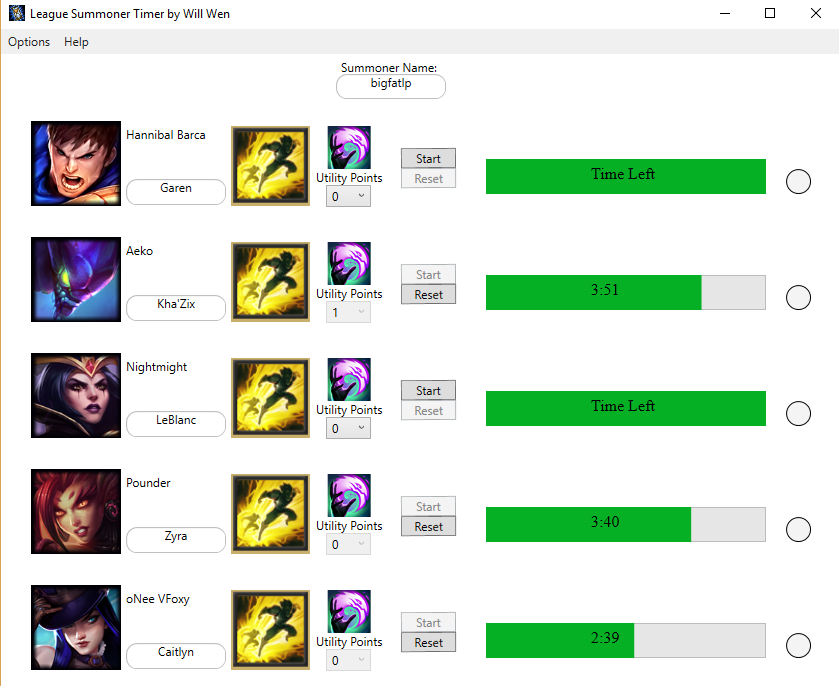 League Summoner Timer by Will Wen
Options Help
Summoner Name:
bigfatlp
Hannibal Barca
Garen
Utility Points
0
Start
Reset
Time Left
Aeko
Kha'Zix
Utility Points
1
Start
Reset
3:51
Nightmight
LeBlanc
Utility Points
0
Start
Reset
Time Left
Pounder
Zyra
Utility Points
0
Start
Reset
3:40
oNee VFoxy
Caitlyn
Utility Points
0
Start
Reset
2:39